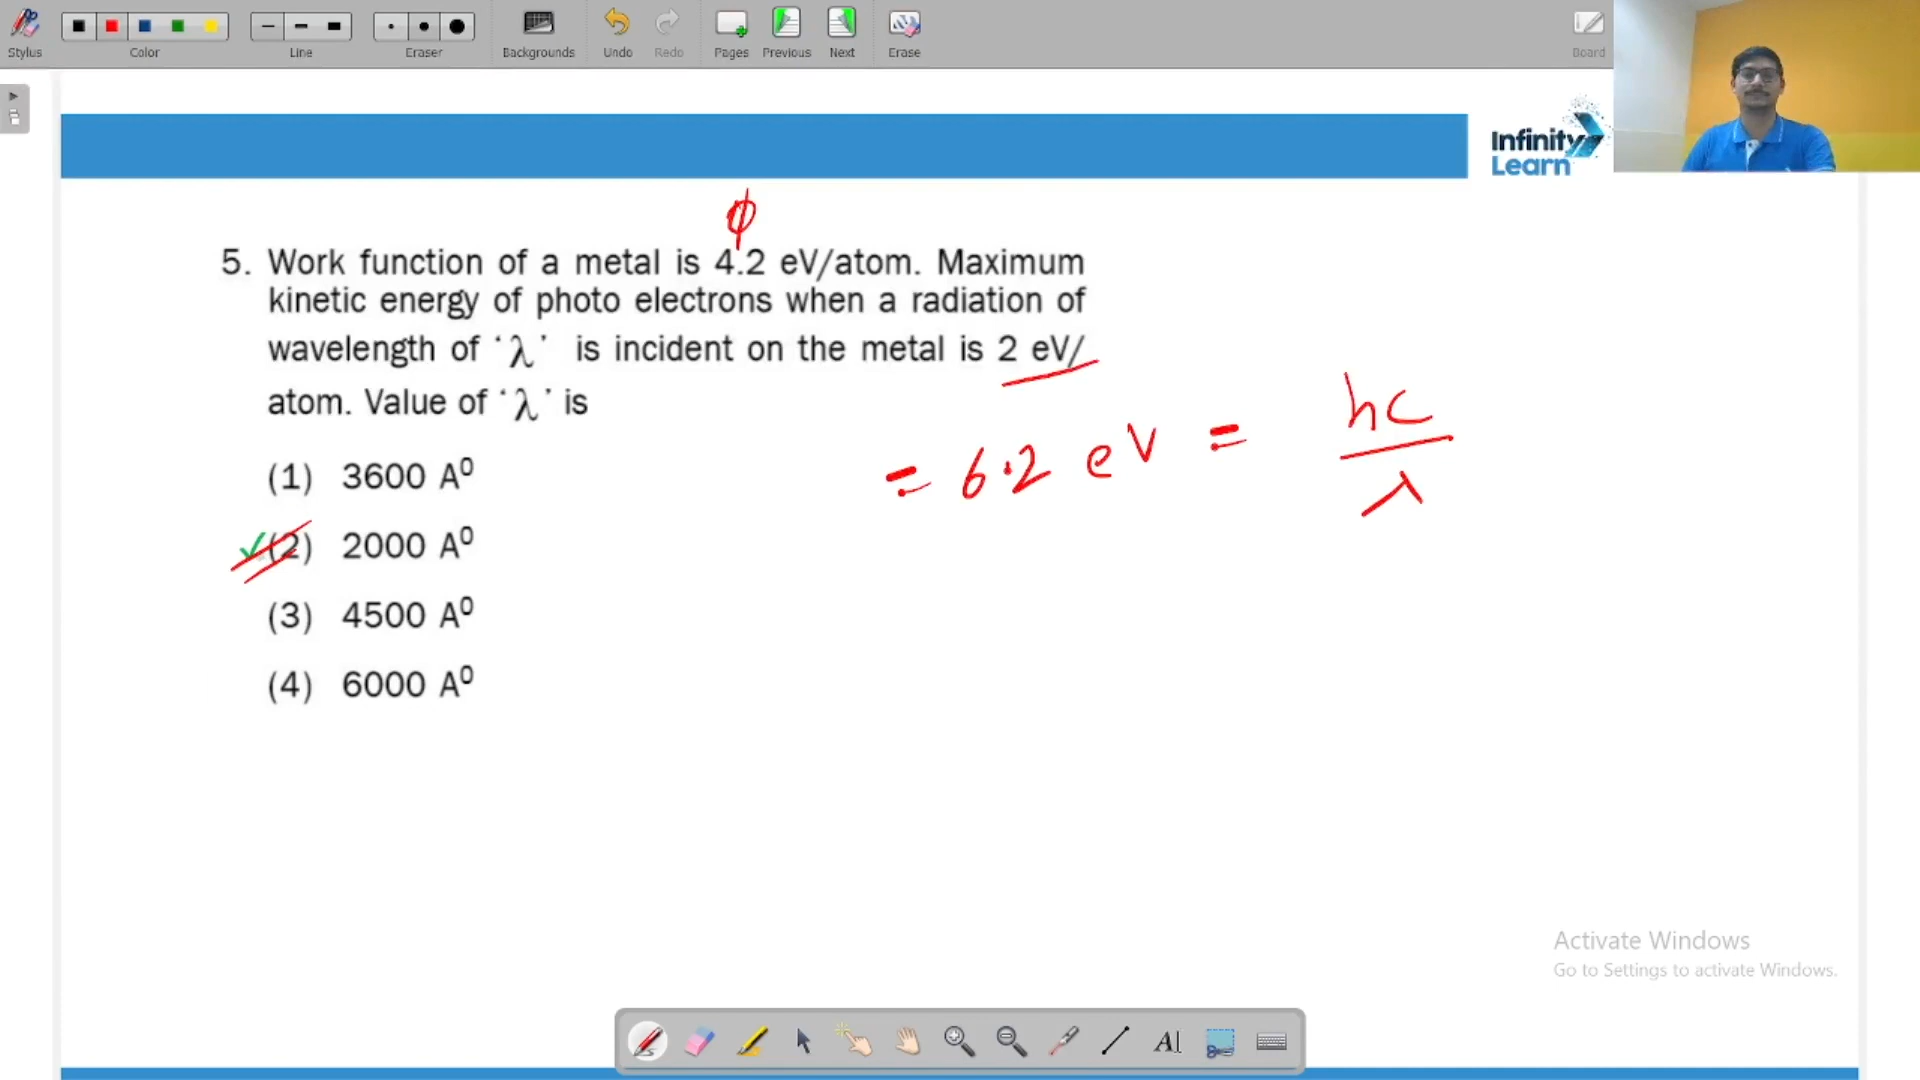 Stylus
Color
Line
Eraser
Backgrounds
Undo
Redo
Pages
Previous
Next
Erase
Board
Infinity
Learn
ϕ
5. Work function of a metal is 4.2 eV/atom. Maximum
kinetic energy of photo electrons when a radiation of
wavelength of ‘λ’ is incident on the metal is 2 eV/
atom. Value of ‘λ’ is
= 6.2 eV = hc/λ
(1) 3600 A⁰
✓(2) 2000 A⁰
(3) 4500 A⁰
(4) 6000 A⁰
Activate Windows
Go to Settings to activate Windows.
AI